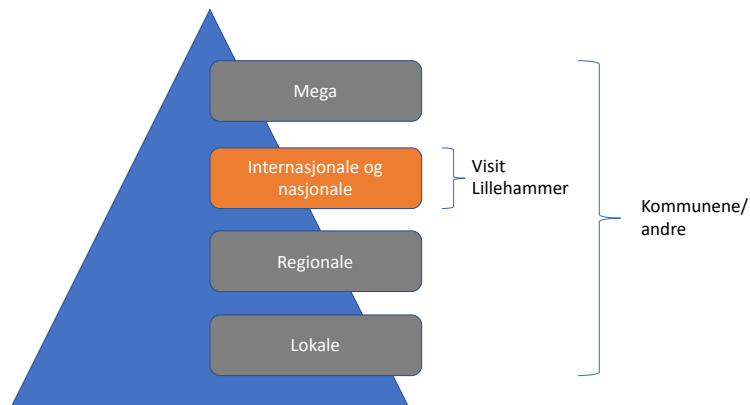 Mega
Internasjonale og
nasjonale
Visit
Lillehammer
Kommunene/
andre
Regionale
Lokale